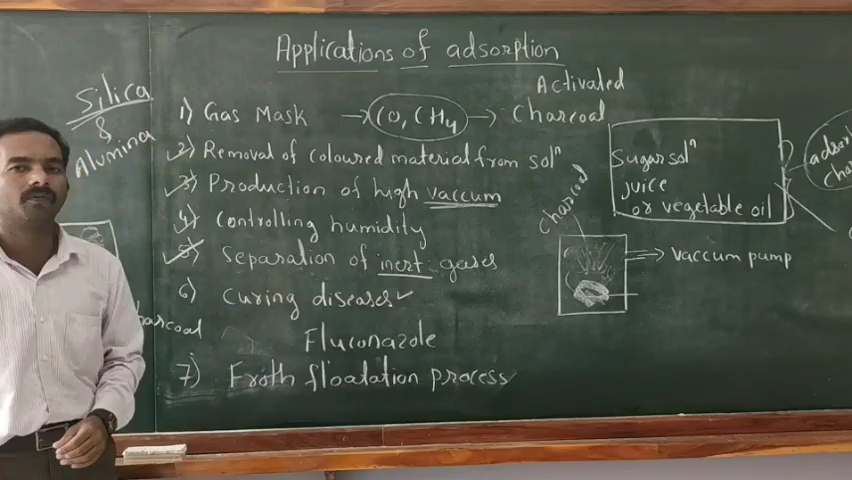 Applications of adsorption
Silica
&
Alumina
Activated
1) Gas Mask → CO, CH4 → Charcoal
2) Removal of coloured material from solⁿ
3) Production of high vaccum
4) Controlling humidity
5) Separation of inert gases
6) Curing diseases
Fluconazole
7) Froth floatation process
Sugar solⁿ
juice
or vegetable oil
charcoal
→ vaccum pump